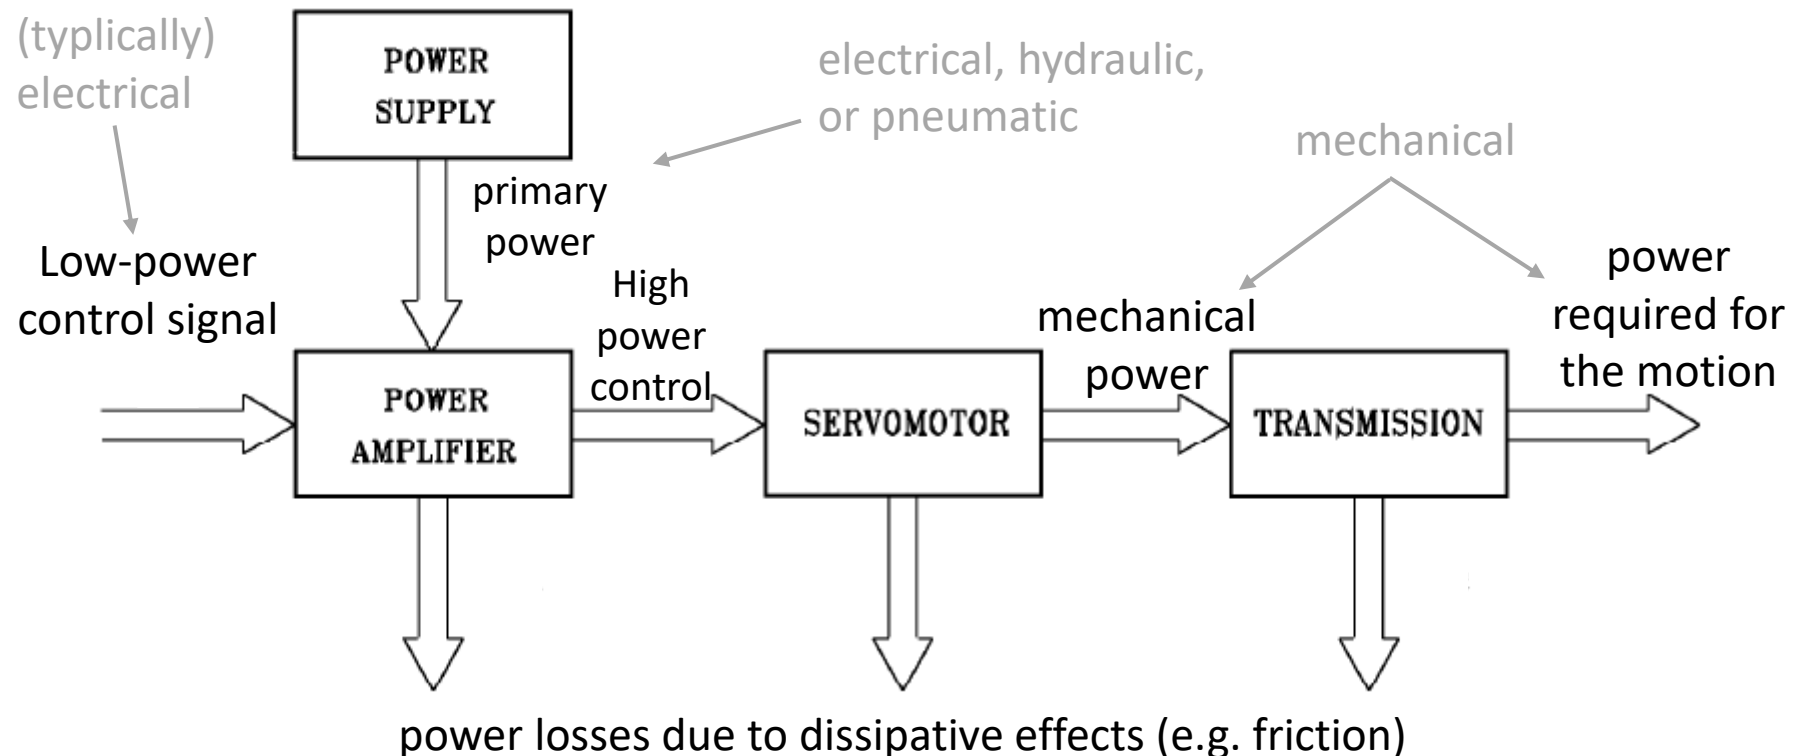 (typlically)
electrical
POWER
SUPPLY
electrical, hydraulic,
or pneumatic
mechanical
primary
power
Low-power
control signal
High
power
control
mechanical
power
power
required for
the motion
POWER
AMPLIFIER
SERVOMOTOR
TRANSMISSION
power losses due to dissipative effects (e.g. friction)